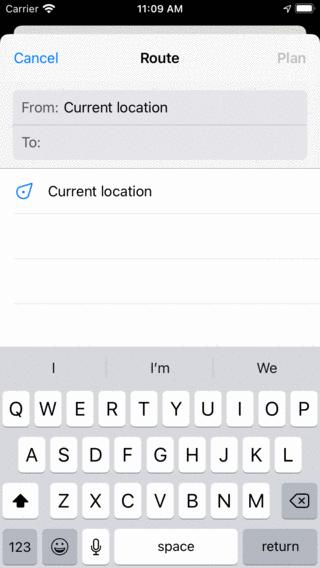 Carrier 11:09 AM
Cancel Route Plan
From: Current location
To:
Current location
I I'm We
Q W E R T Y U I O P
A S D F G H J K L
Z X C V B N M
123 space return